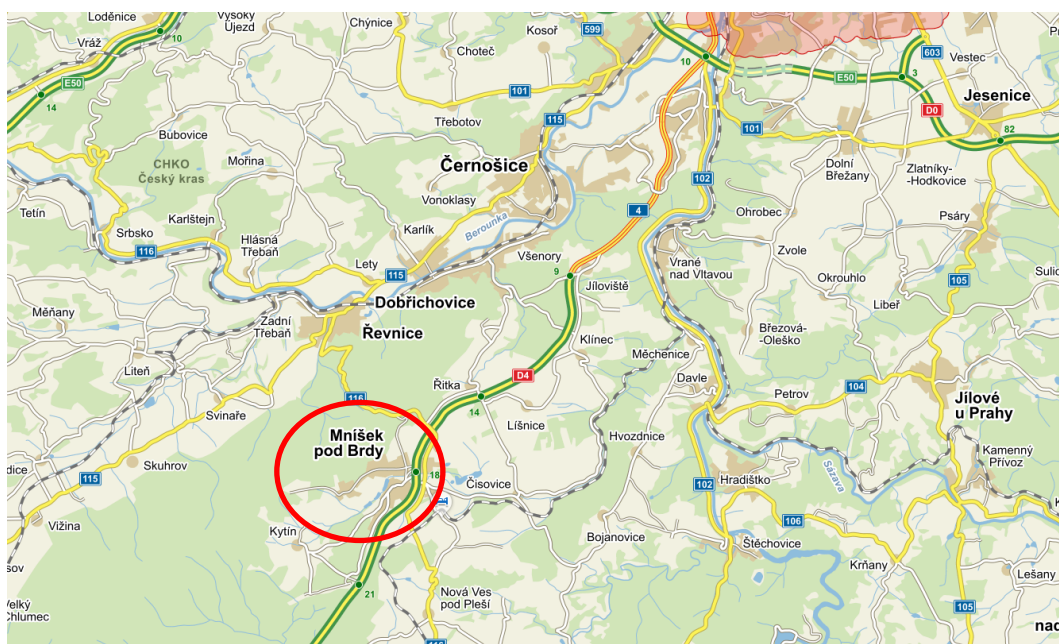 Loděnice
Vysoký
Újezd
Chýnice
Kosoř
599
603
Vráž
10
Choteč
10
Vestec
E50
E50
3
14
101
Jesenice
D0
115
Třebotov
101
82
Bubovice
CHKO
Český kras
Mořina
Černošice
Dolní
Břežany
Zlatníky-
-Hodkovice
102
Vonoklasy
Tetín
Karlštejn
4
Ohrobec
Psáry
Srbsko
Karlík
Berounka
116
Hlásná
Třebaň
Všenory
Zvole
Lety
115
9
Vrané
nad Vltavou
Jíloviště
Okrouhlo
105
Dobřichovice
Libeř
Měňany
Zadní
Třebaň
Řevnice
Klínec
Březová-
-Oleško
Měchenice
Liteň
D4
Řitka
Davle
104
116
Petrov
Jílové
u Prahy
14
Svinaře
Líšnice
Mníšek
pod Brdy
Hvozdnice
Kamenný
Přívoz
Skuhrov
18
115
Čisovice
102
Hradištko
Sázava
Vižina
Kytín
106
Bojanovice
Štěchovice
Krňany
21
Nová Ves
pod Pleší
Lešany
Velký
Chlumec
105